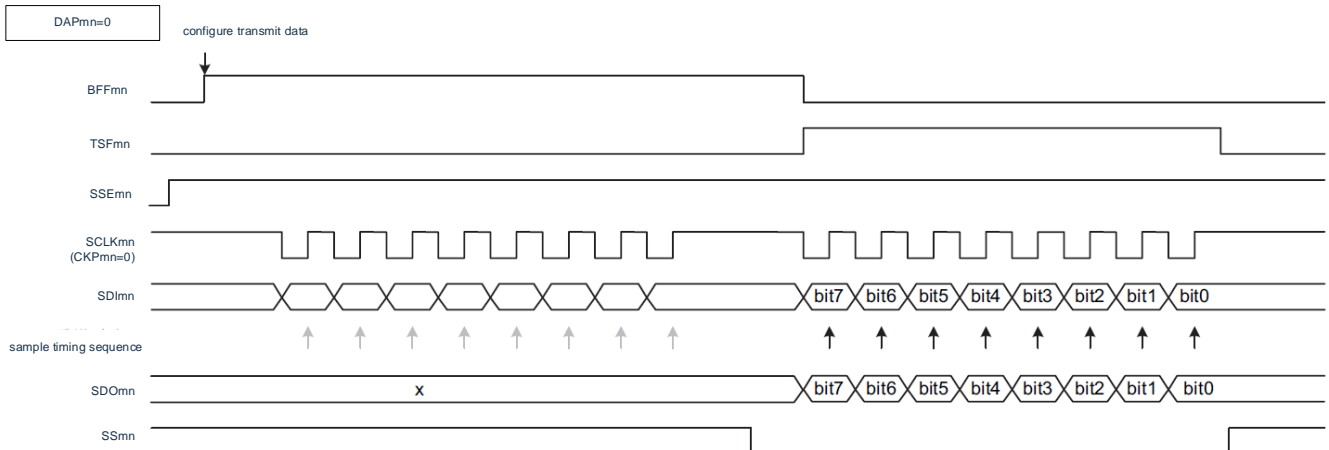 DAPmn=0
configure transmit data
BFFmn
TSFmn
SSEmn
SCLKmn
(CKPmn=0)
SDImn
bit7 bit6 bit5 bit4 bit3 bit2 bit1 bit0
sample timing sequence
SDOmn
x
bit7 bit6 bit5 bit4 bit3 bit2 bit1 bit0
SSmn